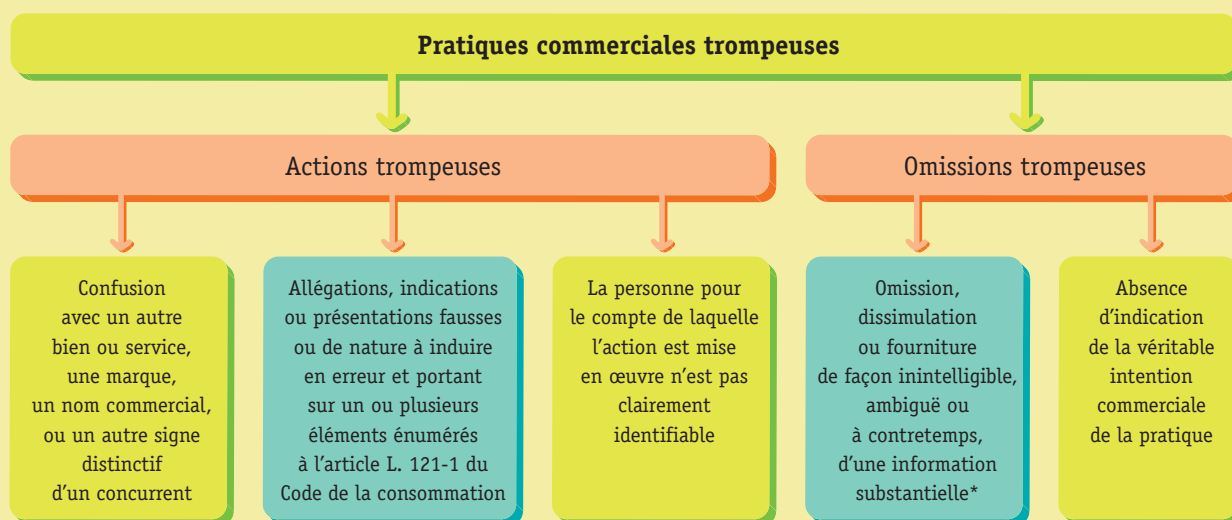 Pratiques commerciales trompeuses
Actions trompeuses
Omissions trompeuses
Confusion
avec un autre
bien ou service,
une marque,
un nom commercial,
ou un autre signe
distinctif
d’un concurrent
Allégations, indications
ou présentations fausses
ou de nature à induire
en erreur et portant
sur un ou plusieurs
éléments énumérés
à l’article L. 121-1 du
Code de la consommation
La personne pour
le compte de laquelle
l’action est mise
en œuvre n’est pas
clairement
identifiable
Omission,
dissimulation
ou fourniture
de façon inintelligible,
ambiguë ou
à contretemps,
d’une information
substantielle*
Absence
d’indication
de la véritable
intention
commerciale
de la pratique